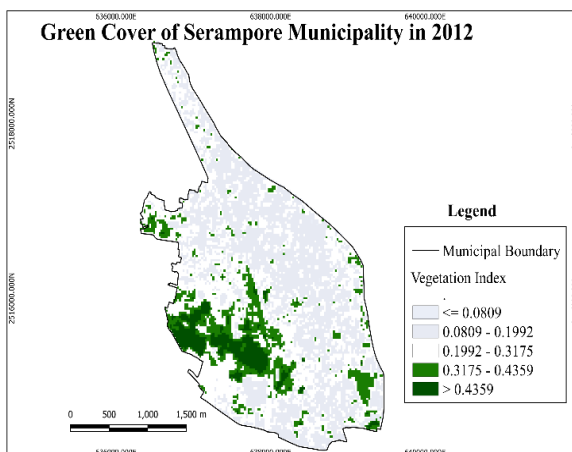 536000.000E 638000.000E 640000.000E
Green Cover of Serampore Municipality in 2012
2518000.000N
2516000.000N
Legend
Municipal Boundary
Vegetation Index
.
<= 0.0809
0.0809 - 0.1992
0.1992 - 0.3175
0.3175 - 0.4359
> 0.4359
0 500 1,000 1,500 m